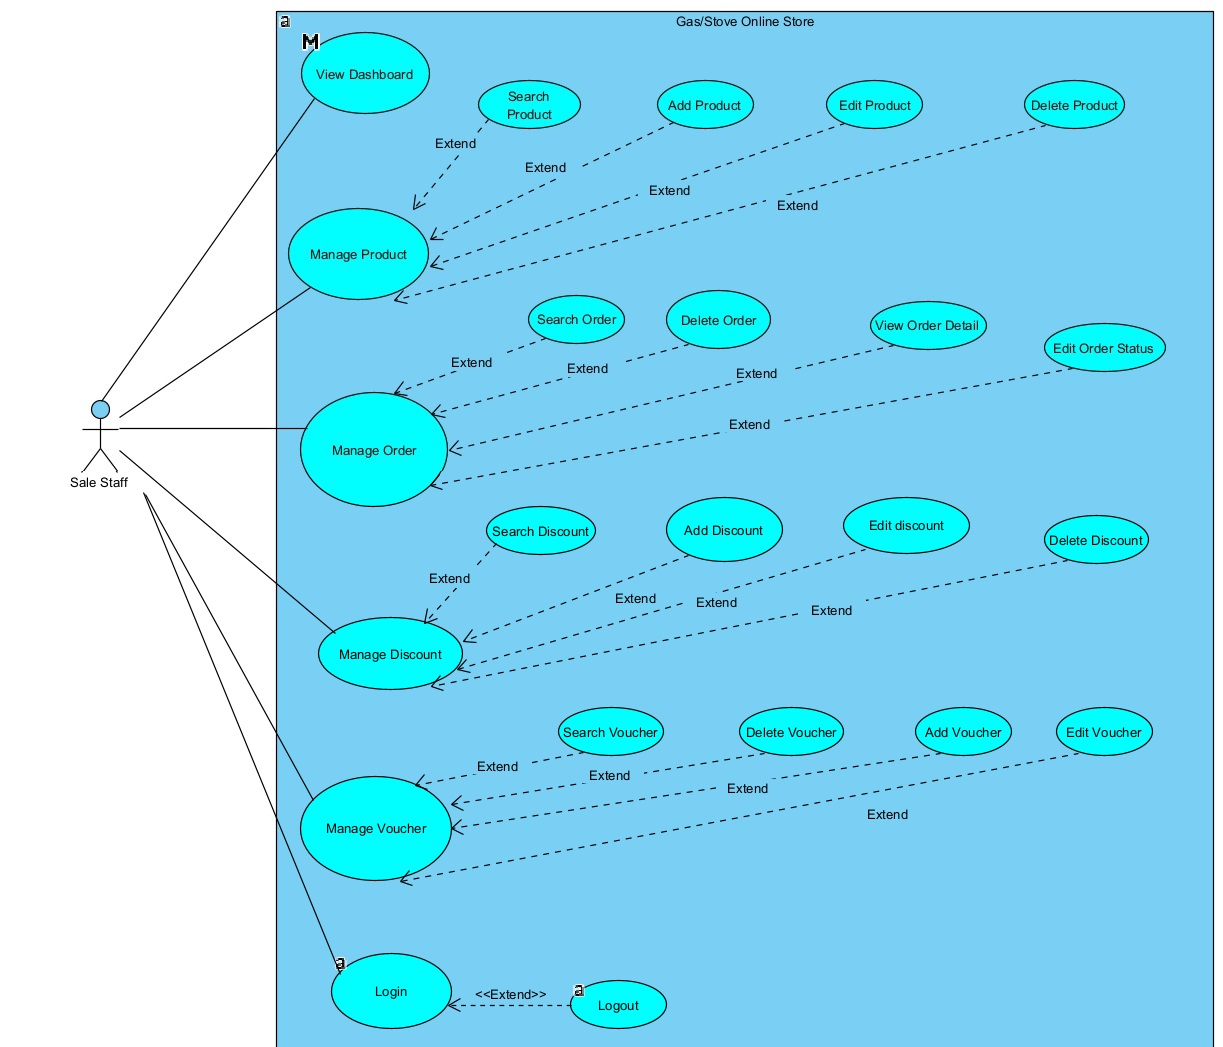 a
Gas/Stove Online Store
M
View Dashboard
Search
Product
Add Product
Edit Product
Delete Product
Extend
Extend
Extend
Extend
Manage Product
Search Order
Delete Order
View Order Detail
Edit Order Status
Extend
Extend
Extend
Extend
Manage Order
Sale Staff
Search Discount
Add Discount
Edit discount
Delete Discount
Extend
Extend
Extend
Extend
Manage Discount
Search Voucher
Delete Voucher
Add Voucher
Edit Voucher
Extend
Extend
Extend
Extend
Manage Voucher
a
Login
<<Extend>>
a
Logout